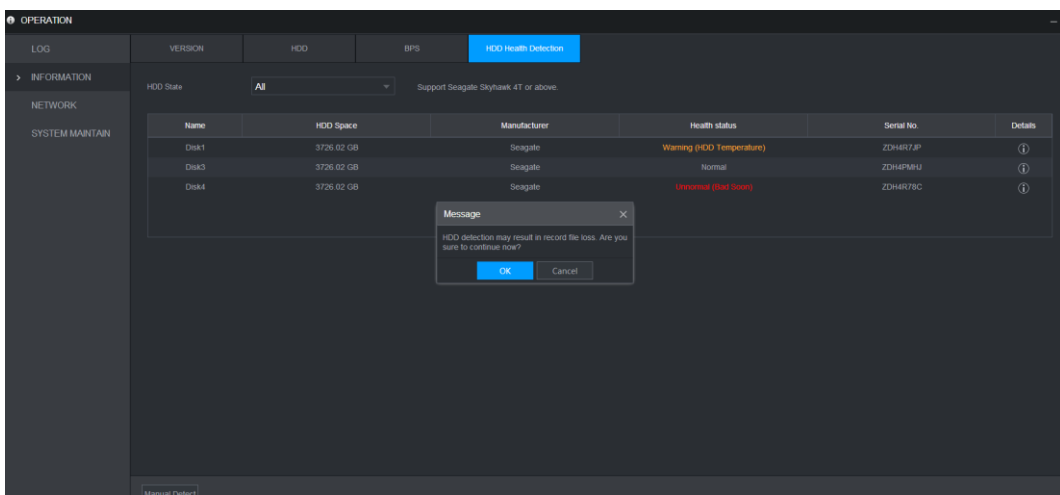 OPERATION
LOG
VERSION HDD BPS HDD Health Detection
INFORMATION
HDD State All Support Seagate Skyhawk 4T or above.
NETWORK
SYSTEM MAINTAIN
Name HDD Space Manufacturer Health status Serial No. Details
Disk1 3726.02 GB Seagate Warning (HDD Temperature) ZDH4R7JP
Disk3 3726.02 GB Seagate Normal ZDH4PMHJ
Disk4 3726.02 GB Seagate Unnormal (Bad Soon) ZDH4R78C
Message
HDD detection may result in record file loss. Are you
sure to continue now?
OK Cancel
Manual Detect